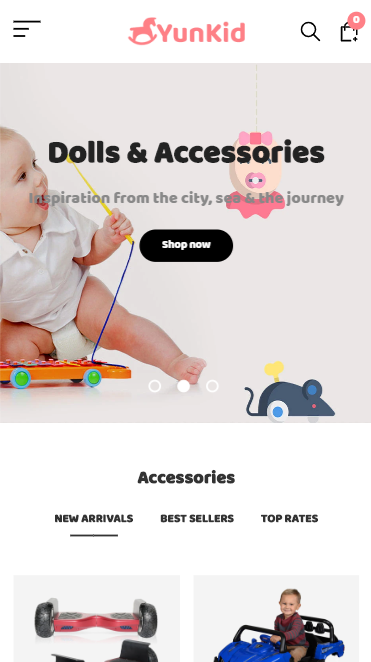 YunKid
0
Dolls & Accessories
Inspiration from the city, sea & the journey
Shop now
Accessories
NEW ARRIVALS BEST SELLERS TOP RATES